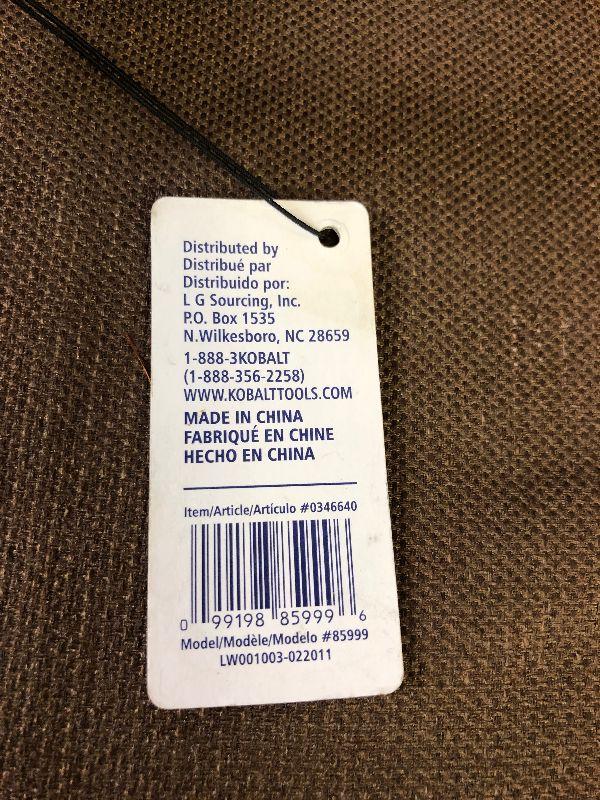 Distributed by
Distribué par
Distribuido por:
L G Sourcing, Inc.
P.O. Box 1535
N.Wilkesboro, NC 28659
1-888-3KOBALT
(1-888-356-2258)
WWW.KOBALTTOOLS.COM
MADE IN CHINA
FABRIQUÉ EN CHINE
HECHO EN CHINA
Item/Article/Artículo #0346640
0 99198 85999 6
Model/Modèle/Modelo #85999
LW001003-022011